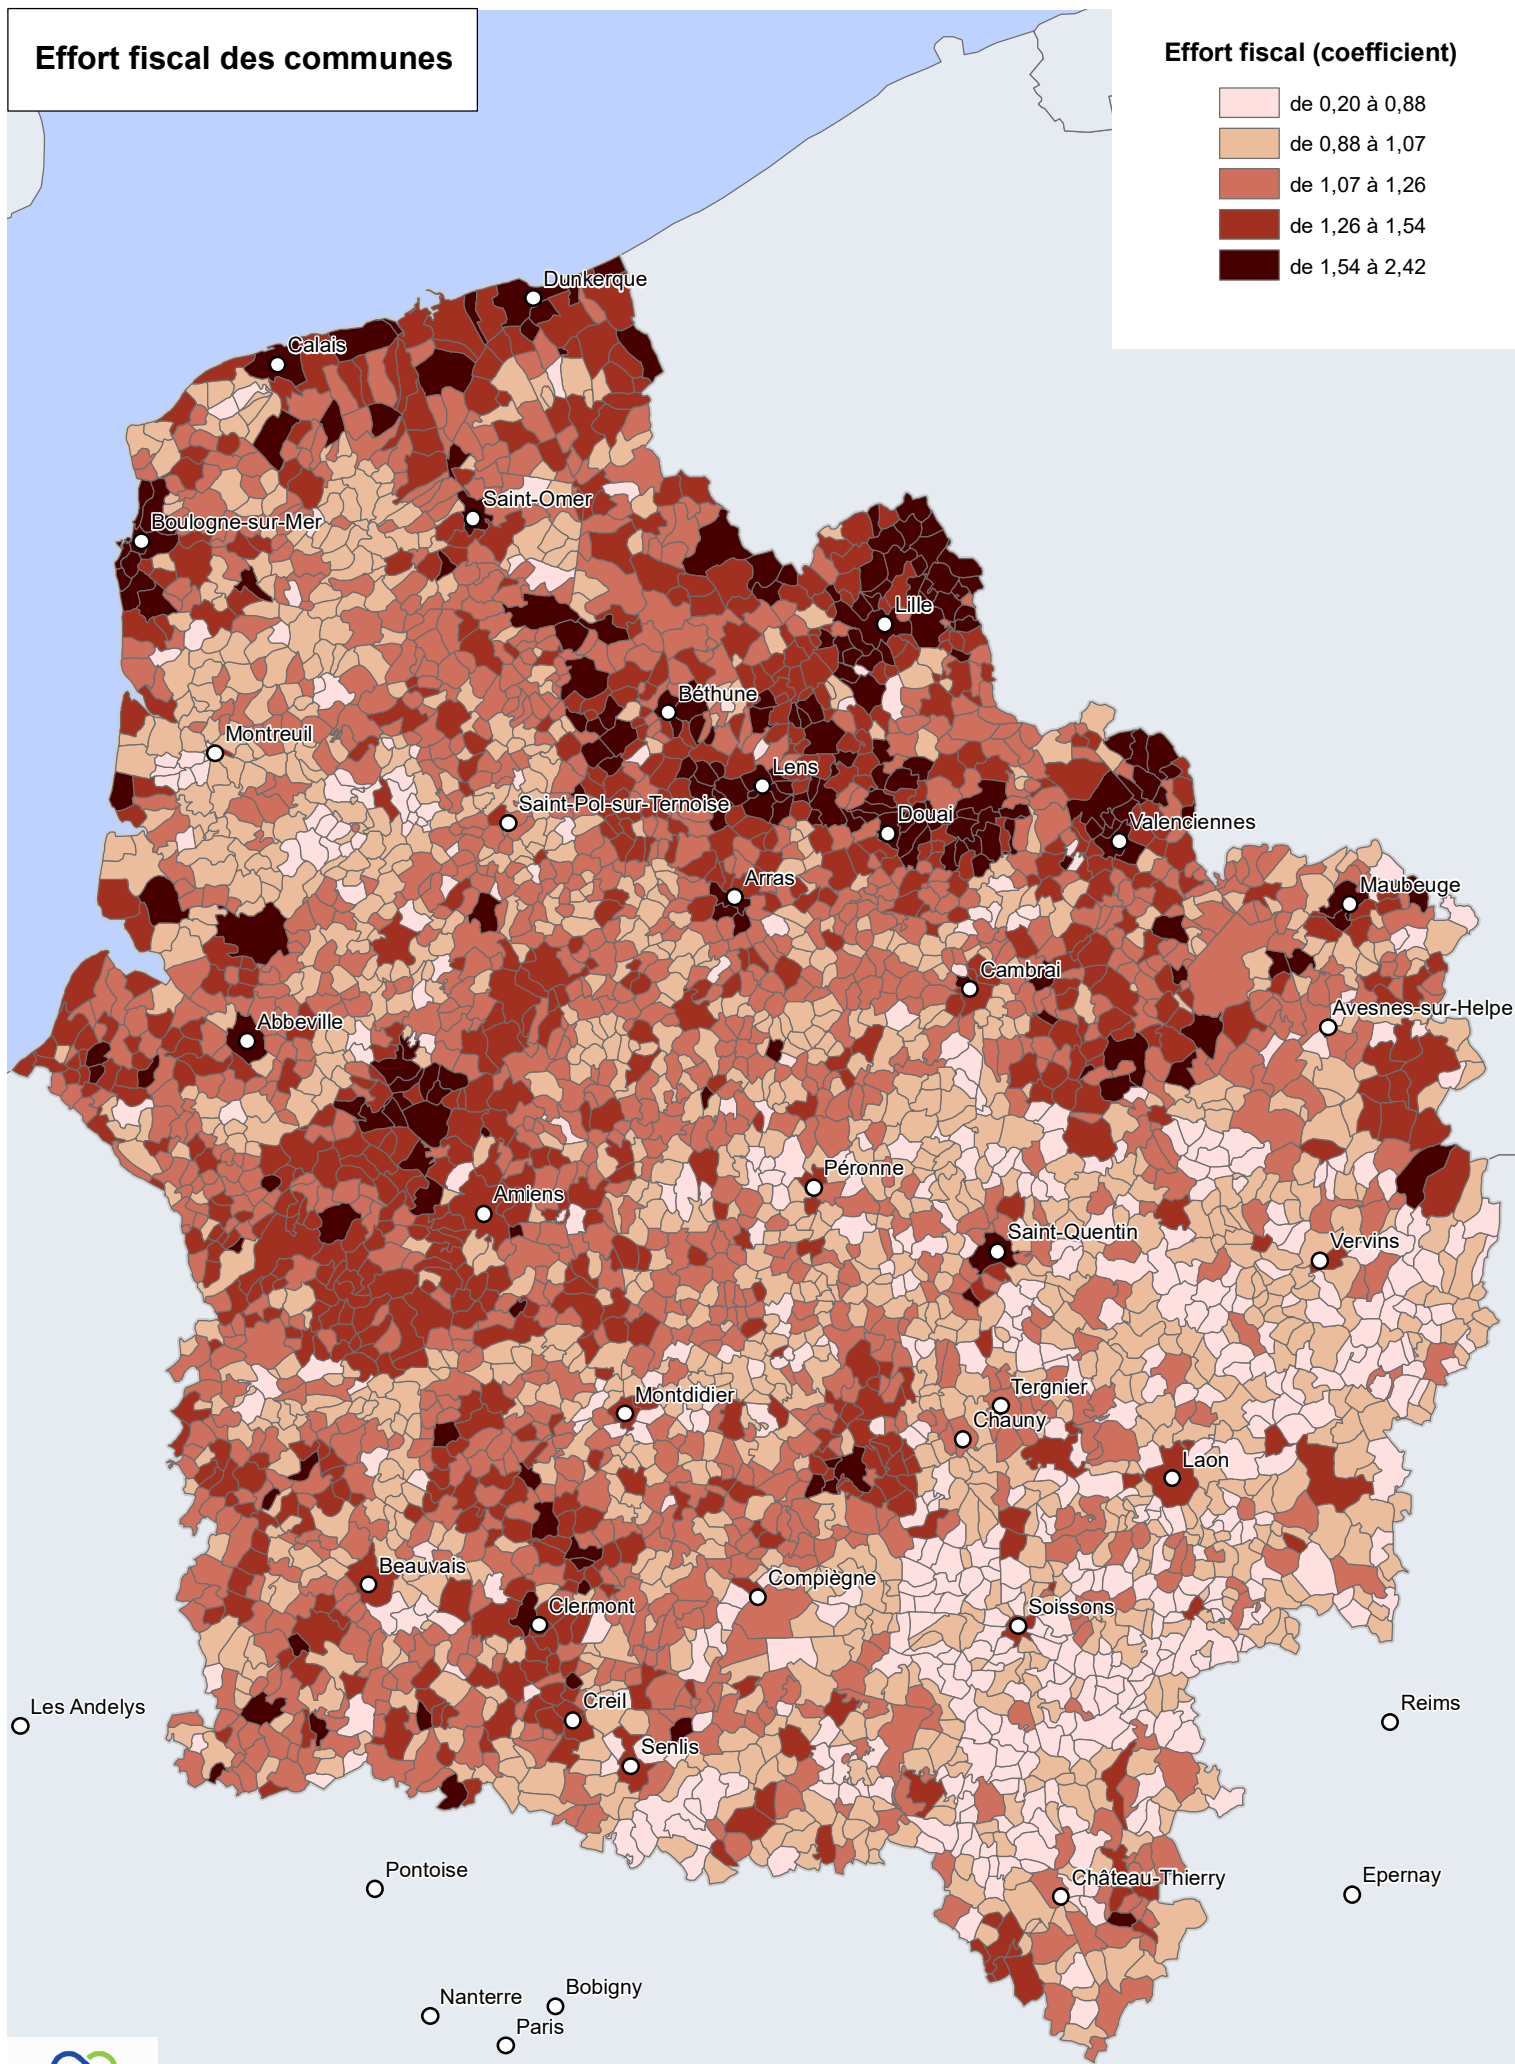 Effort fiscal des communes
Effort fiscal (coefficient)
de 0,20 à 0,88
de 0,88 à 1,07
de 1,07 à 1,26
de 1,26 à 1,54
de 1,54 à 2,42
Dunkerque
Calais
Saint-Omer
Boulogne-sur-Mer
Lille
Béthune
Montreuil
Lens
Saint-Pol-sur-Ternoise
Douai
Valenciennes
Arras
Maubeuge
Cambrai
Avesnes-sur-Helpe
Abbeville
Péronne
Amiens
Saint-Quentin
Vervins
Tergnier
Montdidier
Chauny
Laon
Beauvais
Compiègne
Clermont
Soissons
Creil
Les Andelys
Reims
Senlis
Pontoise
Château-Thierry
Epernay
Nanterre
Bobigny
Paris